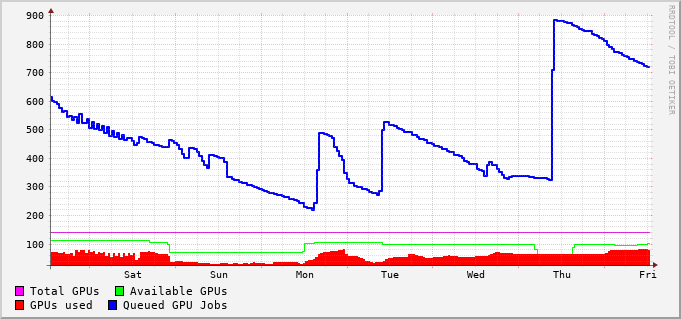 900
800
700
600
500
400
300
200
100
Sat Sun Mon Tue Wed Thu Fri
Total GPUs Available GPUs
GPUs used Queued GPU Jobs
RRDTOOL / TOBI OETIKER